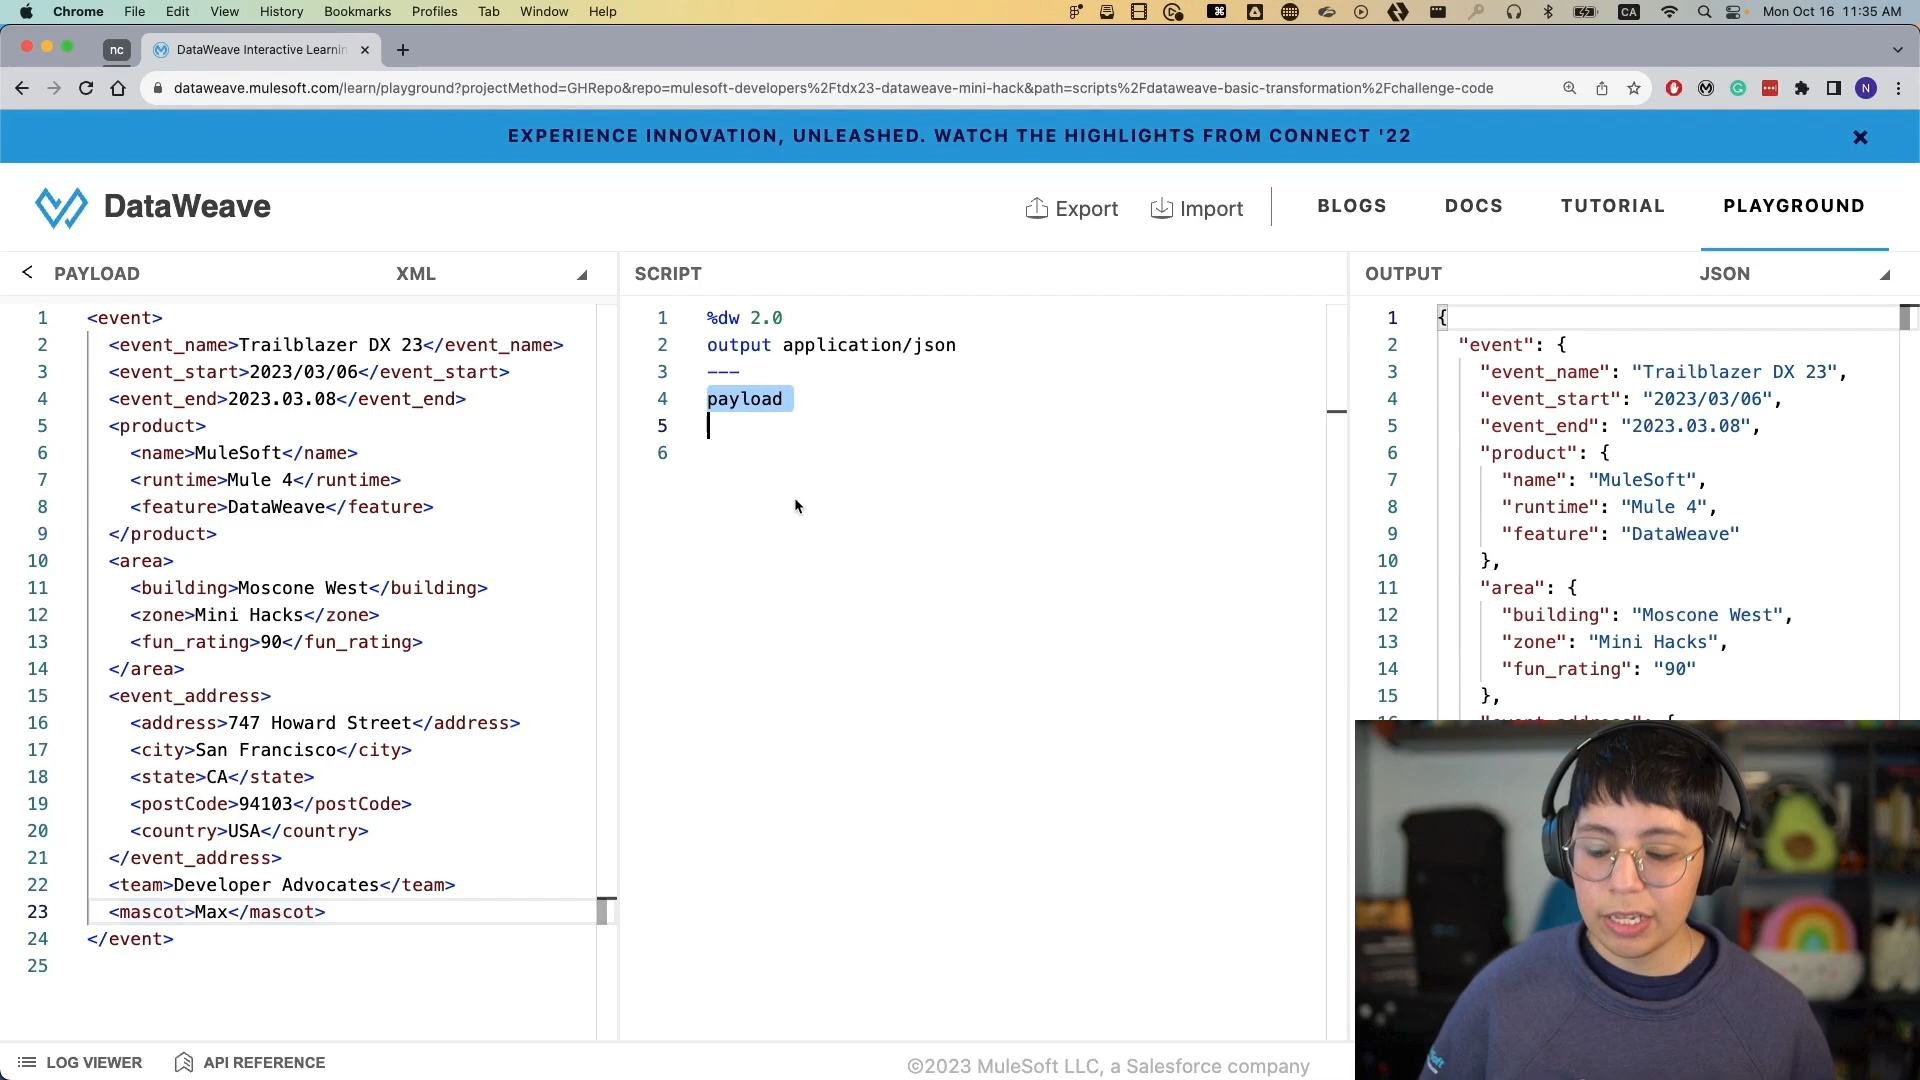 Chrome File Edit View History Bookmarks Profiles Tab Window Help CA Mon Oct 16 11:35 AM
nc DataWeave Interactive Learnin
dataweave.mulesoft.com/learn/playground?projectMethod=GHRepo&repo=mulesoft-developers%2Ftdx23-dataweave-mini-hack&path=scripts%2Fdataweave-basic-transformation%2Fchallenge-code N
EXPERIENCE INNOVATION, UNLEASHED. WATCH THE HIGHLIGHTS FROM CONNECT '22
DataWeave Export Import BLOGS DOCS TUTORIAL PLAYGROUND
PAYLOAD XML
1 <event>
2 <event_name>Trailblazer DX 23</event_name>
3 <event_start>2023/03/06</event_start>
4 <event_end>2023.03.08</event_end>
5 <product>
6 <name>MuleSoft</name>
7 <runtime>Mule 4</runtime>
8 <feature>DataWeave</feature>
9 </product>
10 <area>
11 <building>Moscone West</building>
12 <zone>Mini Hacks</zone>
13 <fun_rating>90</fun_rating>
14 </area>
15 <event_address>
16 <address>747 Howard Street</address>
17 <city>San Francisco</city>
18 <state>CA</state>
19 <postCode>94103</postCode>
20 <country>USA</country>
21 </event_address>
22 <team>Developer Advocates</team>
23 <mascot>Max</mascot>
24 </event>
25
SCRIPT
1 %dw 2.0
2 output application/json
3 ---
4 payload
5
6
OUTPUT JSON
1 {
2 "event": {
3 "event_name": "Trailblazer DX 23",
4 "event_start": "2023/03/06",
5 "event_end": "2023.03.08",
6 "product": {
7 "name": "MuleSoft",
8 "runtime": "Mule 4",
9 "feature": "DataWeave"
10 },
11 "area": {
12 "building": "Moscone West",
13 "zone": "Mini Hacks",
14 "fun_rating": "90"
15 },
LOG VIEWER API REFERENCE
©2023 MuleSoft LLC, a Salesforce company